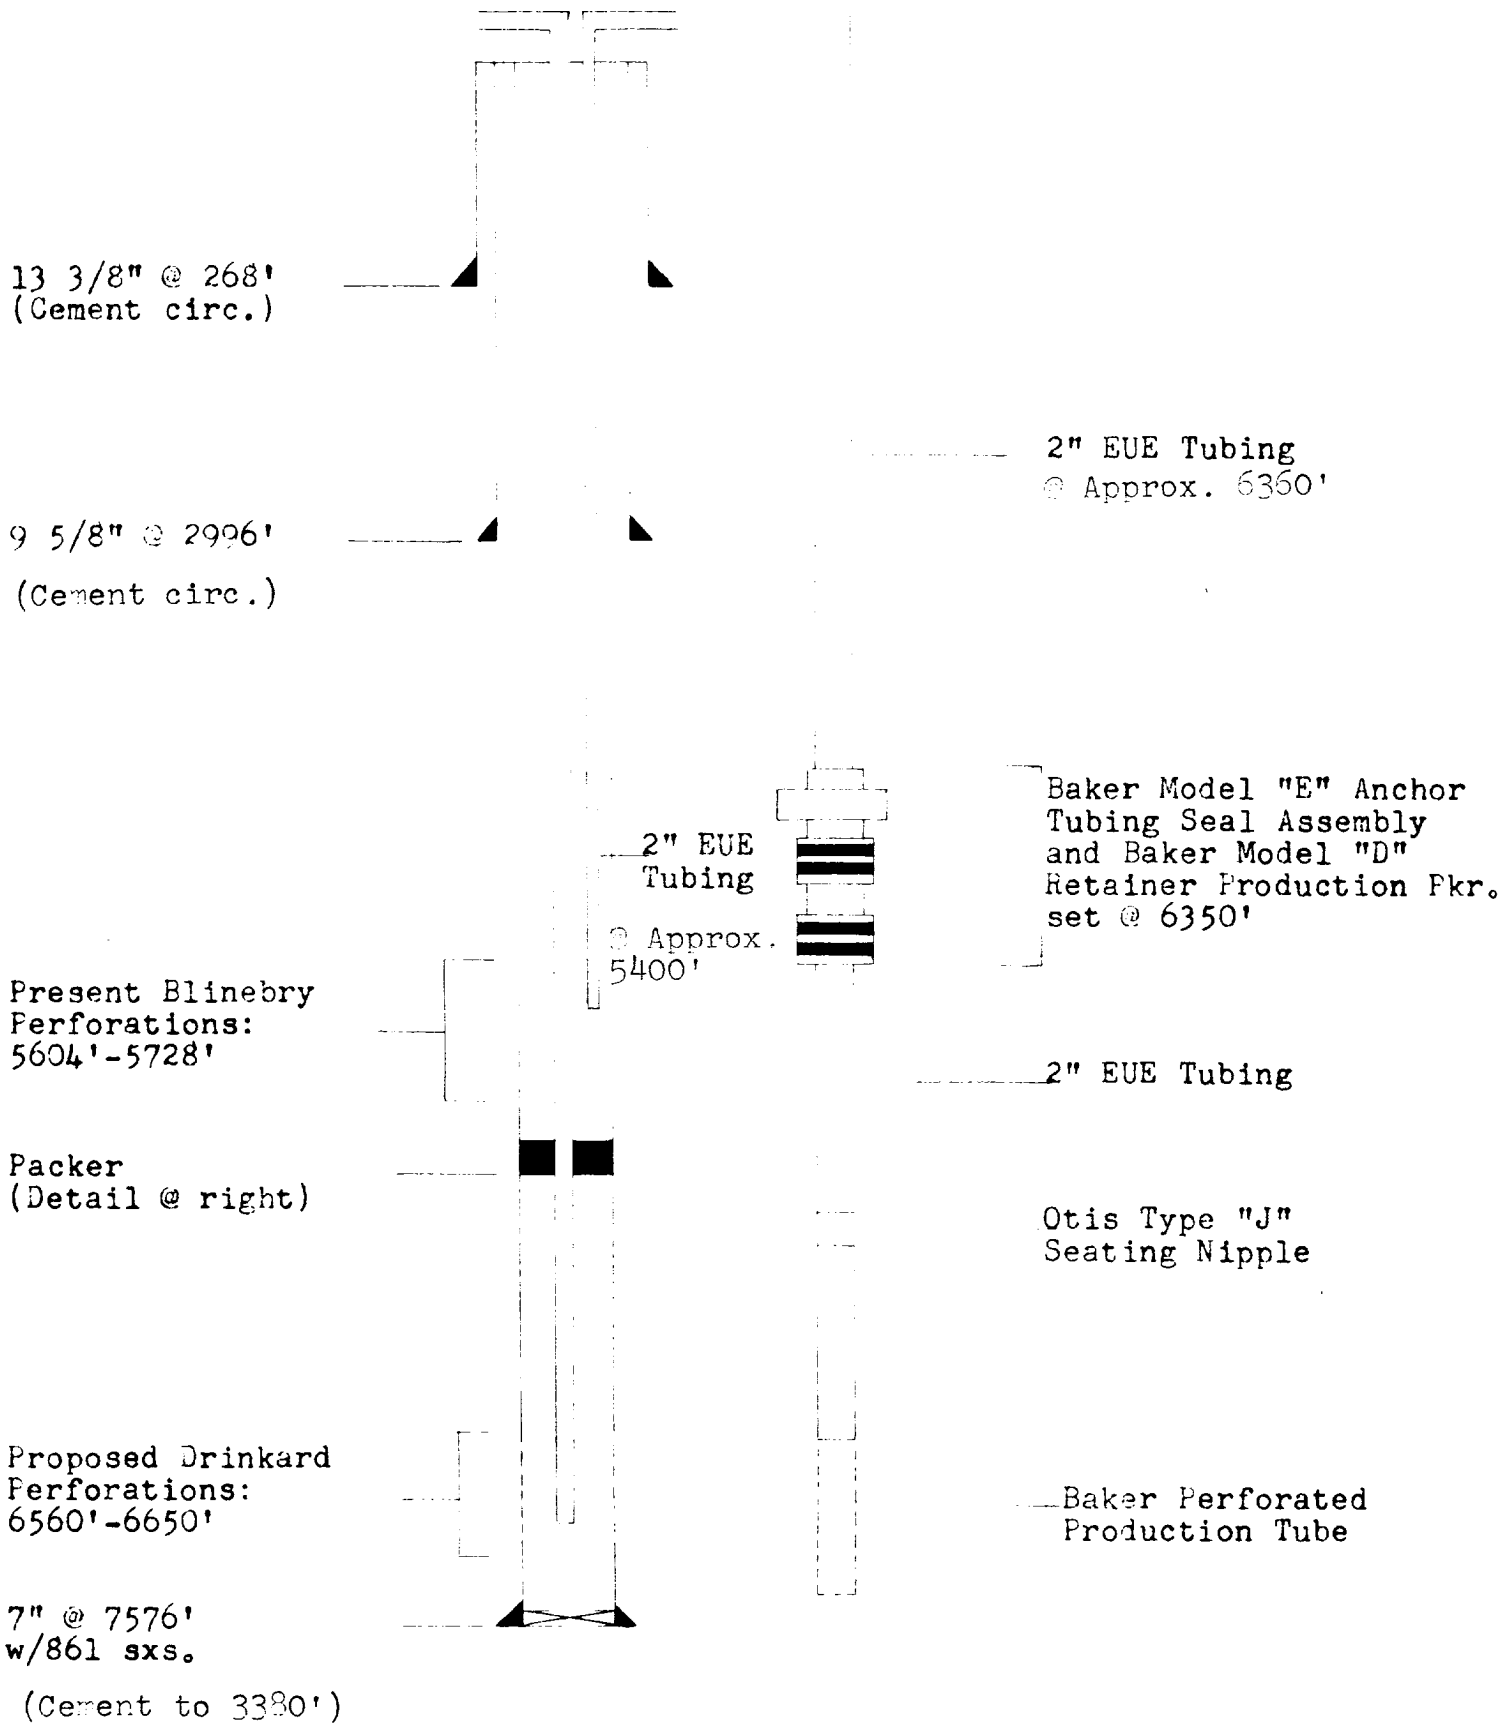 13 3/8" @ 268'
(Cement circ.)
9 5/8" @ 2996'
(Cement circ.)
2" EUE Tubing
@ Approx. 6360'
2" EUE
Tubing
@ Approx.
5400'
Baker Model "E" Anchor
Tubing Seal Assembly
and Baker Model "D"
Retainer Production Pkr.
set @ 6350'
Present Blinebry
Perforations:
5604'-5728'
2" EUE Tubing
Packer
(Detail @ right)
Otis Type "J"
Seating Nipple
Proposed Drinkard
Perforations:
6560'-6650'
Baker Perforated
Production Tube
7" @ 7576'
w/861 sxs.
(Cement to 3380')